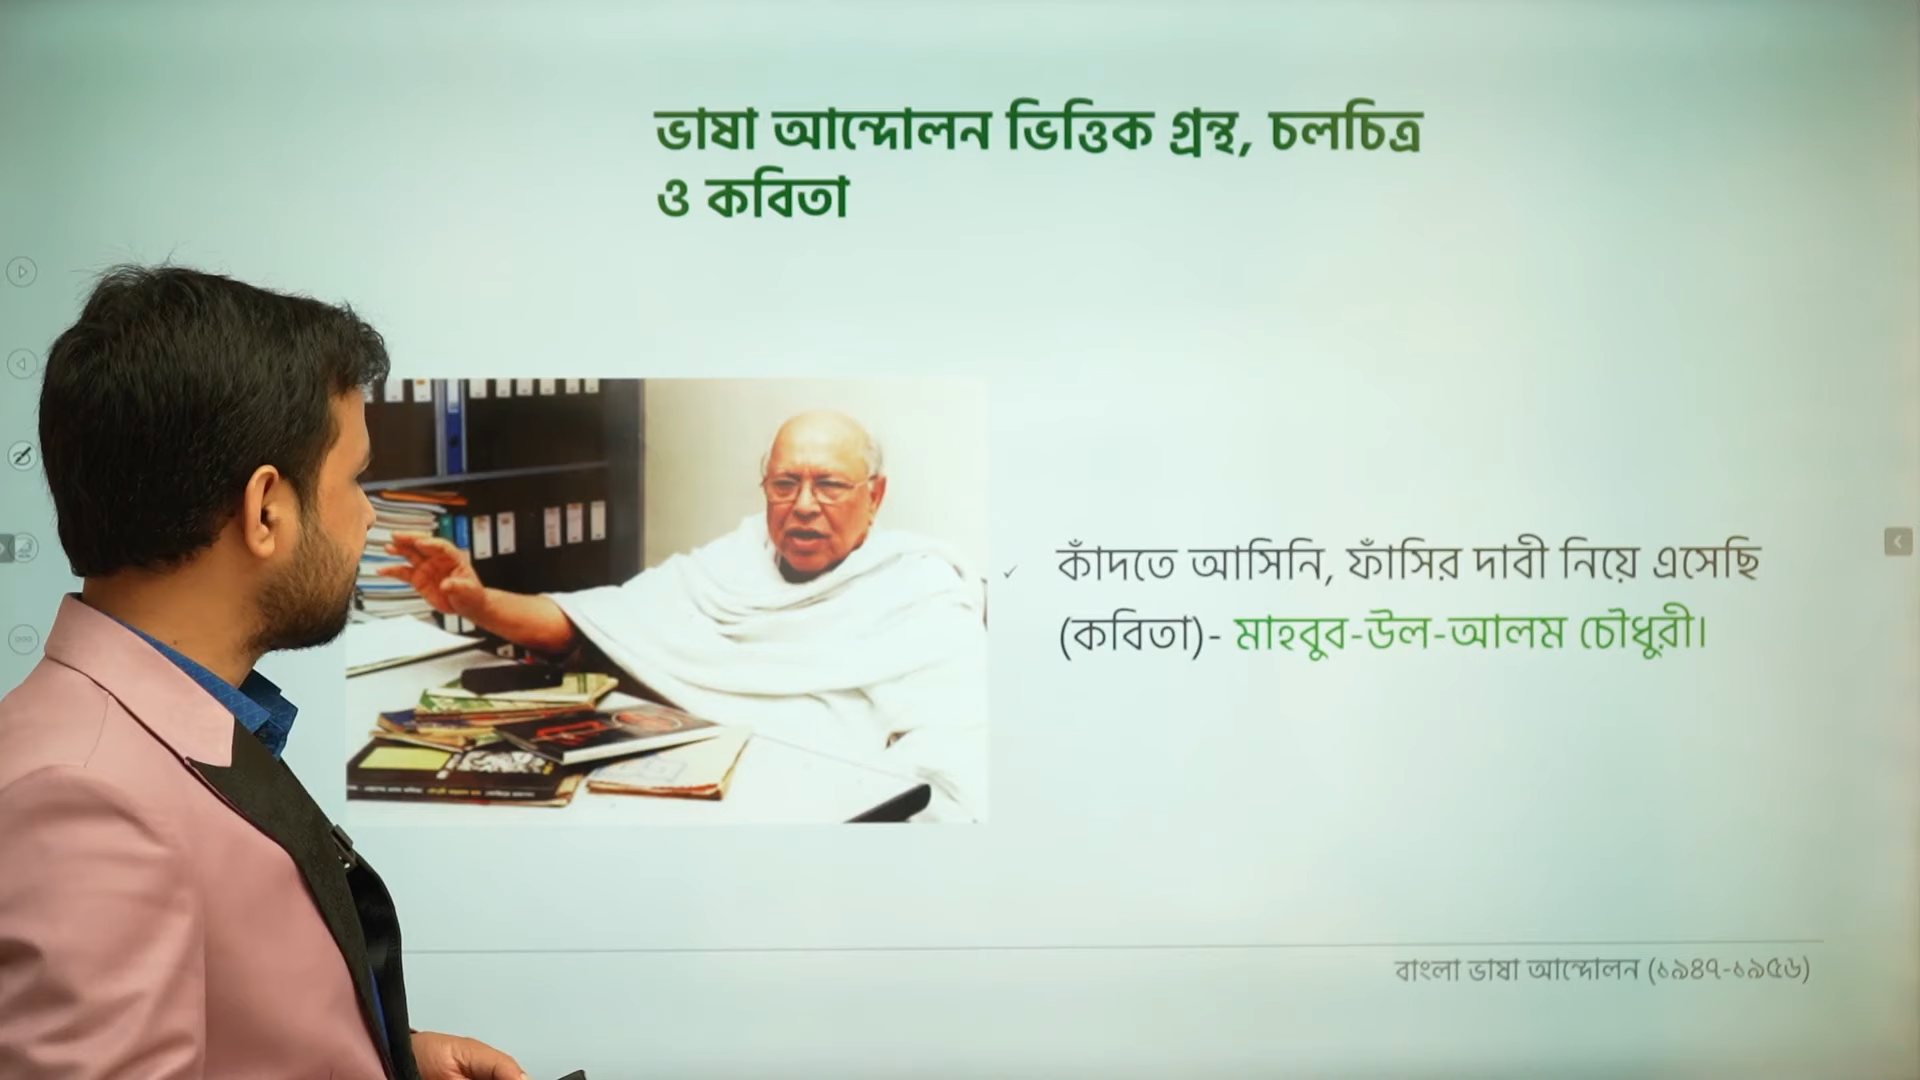 ভাষা আন্দোলন ভিত্তিক গ্রন্থ, চলচিত্র
ও কবিতা
কাঁদতে আসিনি, ফাঁসির দাবী নিয়ে এসেছি
(কবিতা)- মাহবুব-উল-আলম চৌধুরী।
বাংলা ভাষা আন্দোলন (১৯৪৭-১৯৫৬)